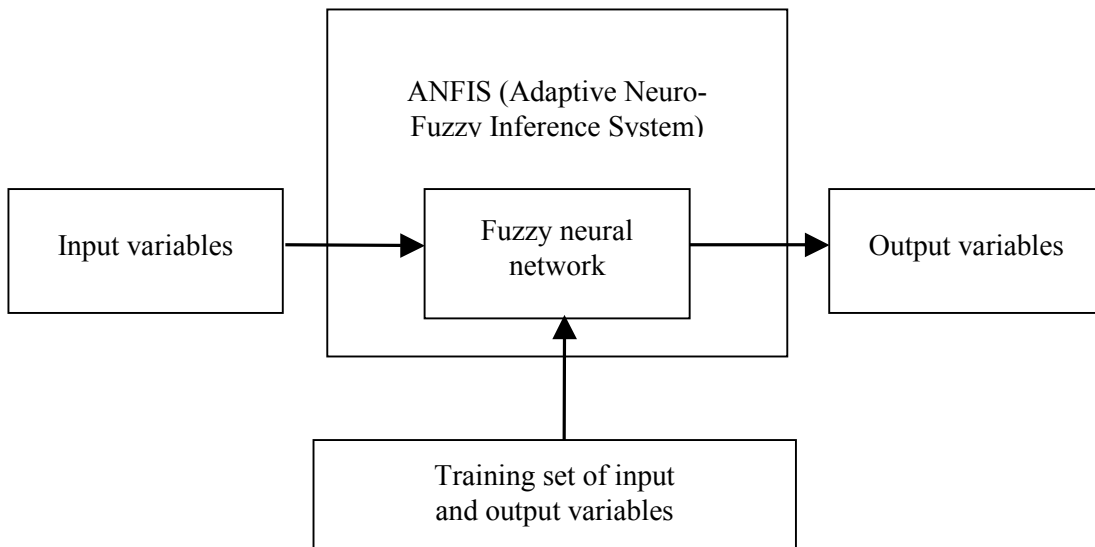 ANFIS (Adaptive Neuro-
Fuzzy Inference System)
Input variables
Fuzzy neural
network
Output variables
Training set of input
and output variables